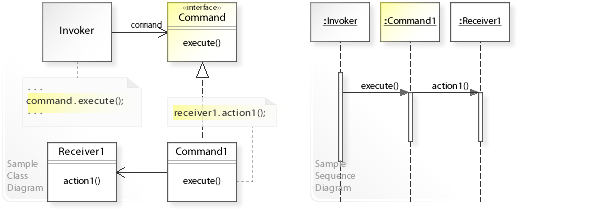 Invoker
command
«interface»
Command
execute()
. . .
command.execute();
. . .
receiver1.action1();
Receiver1
action1()
Command1
execute()
Sample
Class
Diagram
:Invoker
:Command1
:Receiver1
execute()
action1()
Sample
Sequence
Diagram